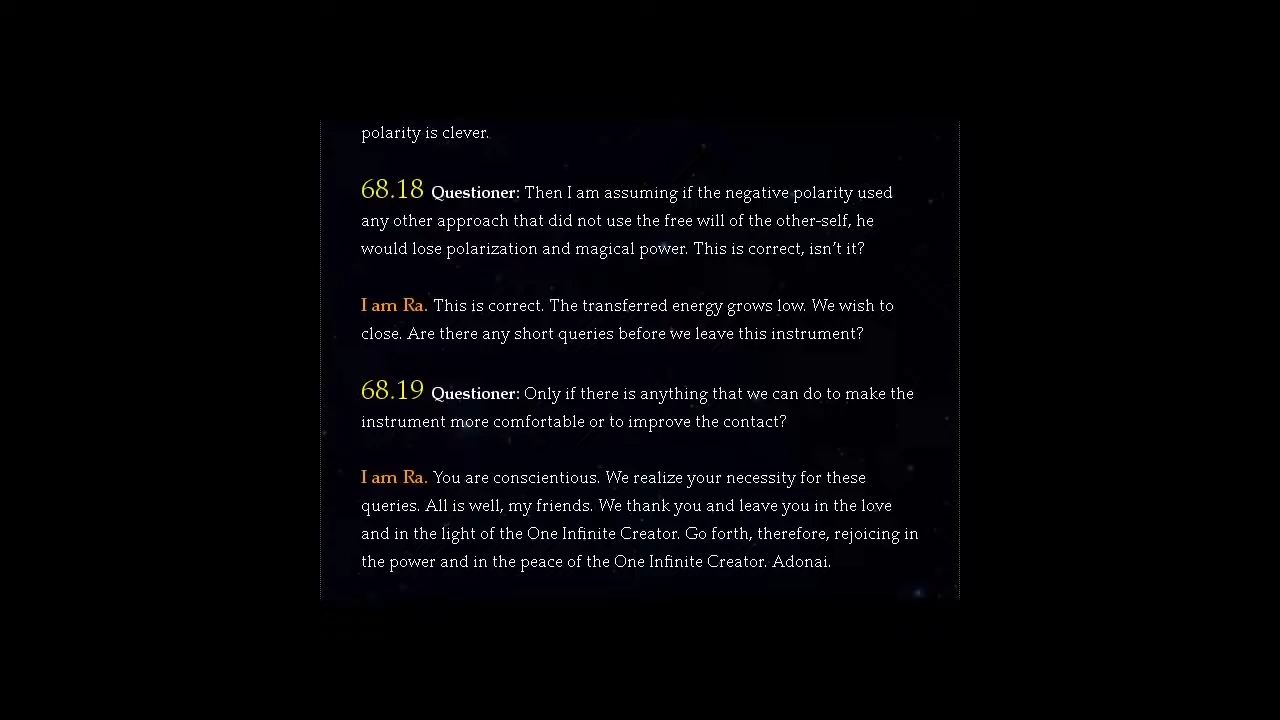 polarity is clever.
68.18 Questioner: Then I am assuming if the negative polarity used
any other approach that did not use the free will of the other-self, he
would lose polarization and magical power. This is correct, isn’t it?
I am Ra. This is correct. The transferred energy grows low. We wish to
close. Are there any short queries before we leave this instrument?
68.19 Questioner: Only if there is anything that we can do to make the
instrument more comfortable or to improve the contact?
I am Ra. You are conscientious. We realize your necessity for these
queries. All is well, my friends. We thank you and leave you in the love
and in the light of the One Infinite Creator. Go forth, therefore, rejoicing in
the power and in the peace of the One Infinite Creator. Adonai.